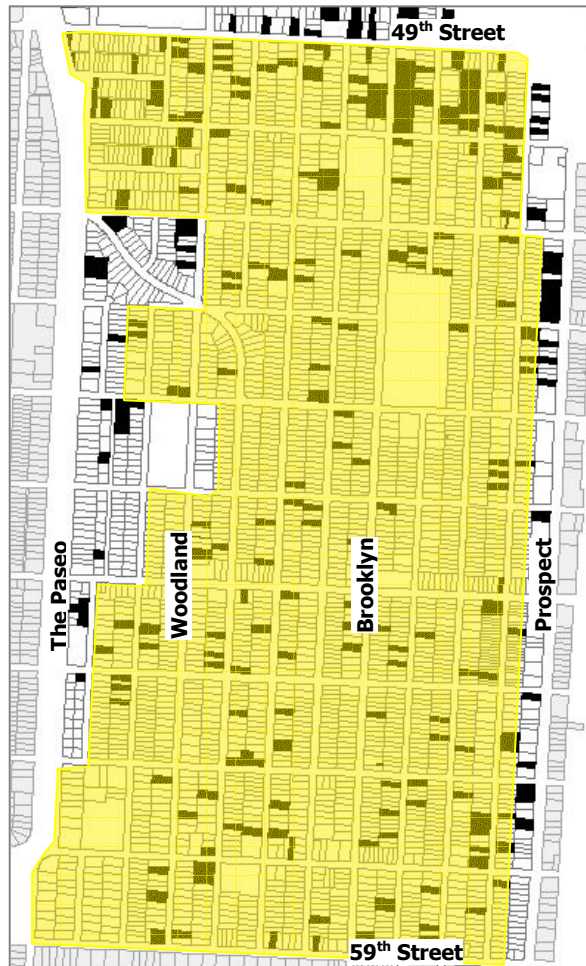 49th Street
The Paseo
Woodland
Brooklyn
Prospect
59th Street